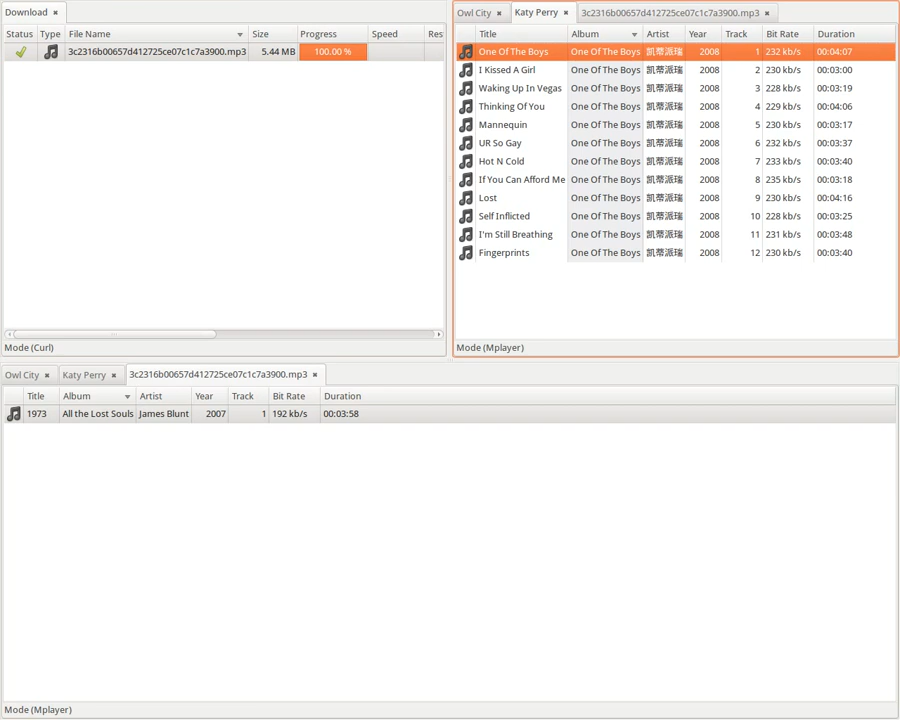 Download
Status Type File Name Size Progress Speed Res
3c2316b00657d412725ce07c1c7a3900.mp3 5.44 MB 100.00 %
Mode (Curl)
Owl City Katy Perry 3c2316b00657d412725ce07c1c7a3900.mp3
Title Album Artist Year Track Bit Rate Duration
One Of The Boys One Of The Boys 凯蒂派瑞 2008 1 232 kb/s 00:04:07
I Kissed A Girl One Of The Boys 凯蒂派瑞 2008 2 230 kb/s 00:03:00
Waking Up In Vegas One Of The Boys 凯蒂派瑞 2008 3 228 kb/s 00:03:19
Thinking Of You One Of The Boys 凯蒂派瑞 2008 4 229 kb/s 00:04:06
Mannequin One Of The Boys 凯蒂派瑞 2008 5 230 kb/s 00:03:17
UR So Gay One Of The Boys 凯蒂派瑞 2008 6 232 kb/s 00:03:37
Hot N Cold One Of The Boys 凯蒂派瑞 2008 7 233 kb/s 00:03:40
If You Can Afford Me One Of The Boys 凯蒂派瑞 2008 8 235 kb/s 00:03:18
Lost One Of The Boys 凯蒂派瑞 2008 9 230 kb/s 00:04:16
Self Inflicted One Of The Boys 凯蒂派瑞 2008 10 228 kb/s 00:03:25
I'm Still Breathing One Of The Boys 凯蒂派瑞 2008 11 231 kb/s 00:03:48
Fingerprints One Of The Boys 凯蒂派瑞 2008 12 230 kb/s 00:03:40
Mode (Mplayer)
Owl City Katy Perry 3c2316b00657d412725ce07c1c7a3900.mp3
Title Album Artist Year Track Bit Rate Duration
1973 All the Lost Souls James Blunt 2007 1 192 kb/s 00:03:58
Mode (Mplayer)